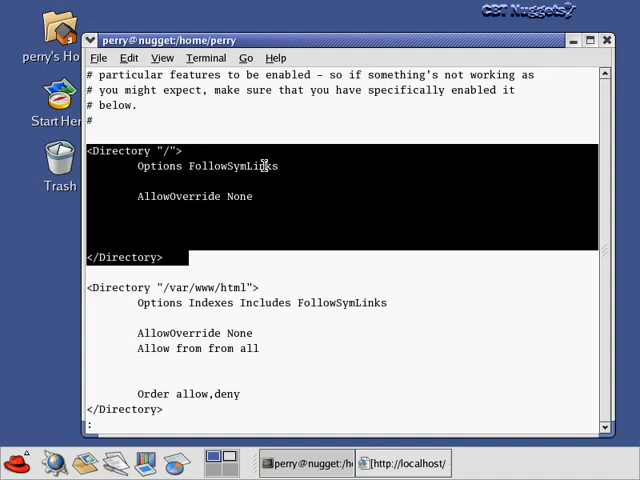 CBT Nuggets
perry's Ho
Start Her
Trash
perry@nugget:/home/perry
File Edit View Terminal Go Help
# particular features to be enabled - so if something's not working as
# you might expect, make sure that you have specifically enabled it
# below.
#
<Directory "/">
Options FollowSymLinks
AllowOverride None
</Directory>
<Directory "/var/www/html">
Options Indexes Includes FollowSymLinks
AllowOverride None
Allow from from all
Order allow,deny
</Directory>
:
perry@nugget:/h
[http://localhost/